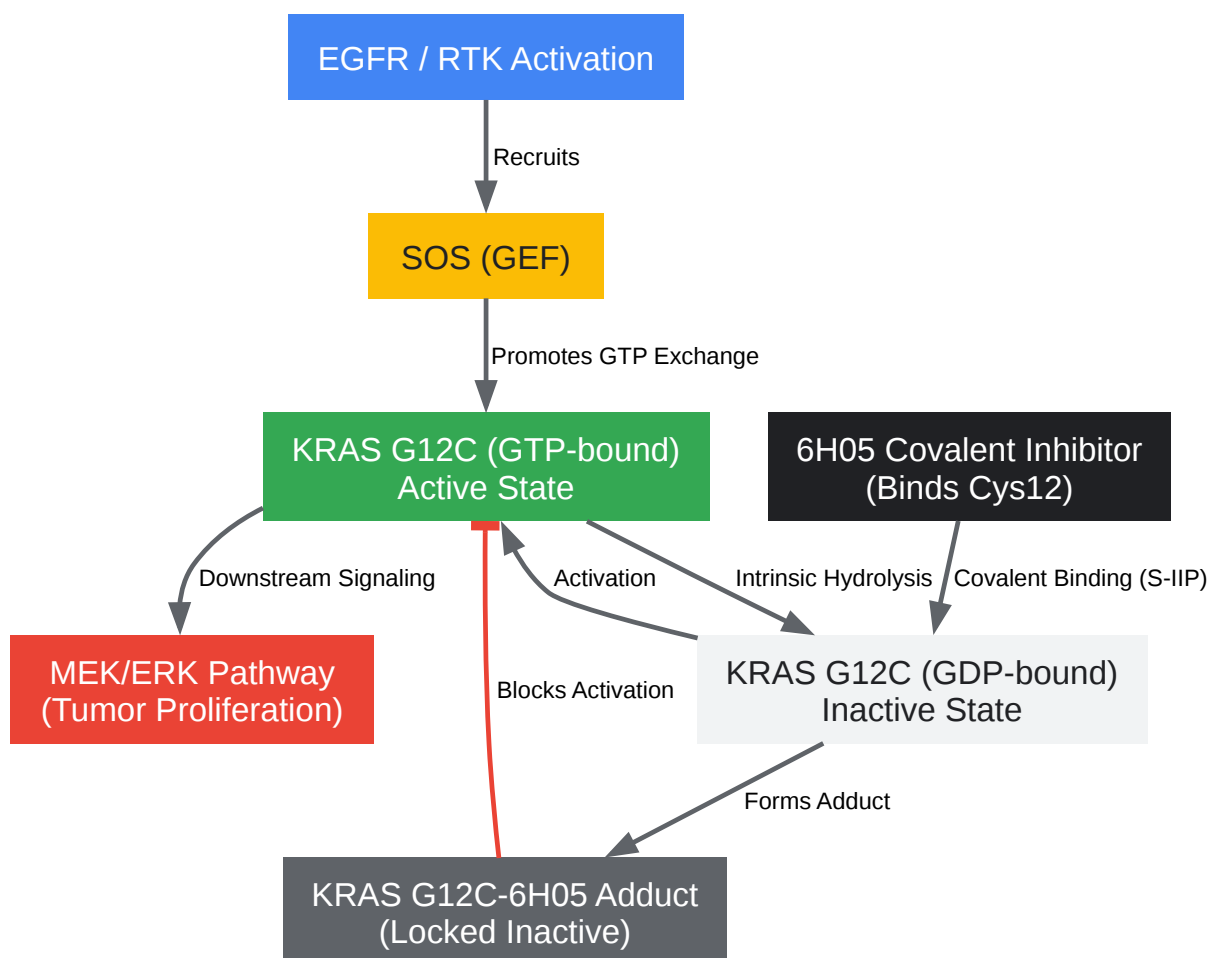 EGFR / RTK Activation
Recruits
SOS (GEF)
Promotes GTP Exchange
KRAS G12C (GTP-bound)
Active State
6H05 Covalent Inhibitor
(Binds Cys12)
Downstream Signaling
Activation
Intrinsic Hydrolysis
Covalent Binding (S-IIP)
MEK/ERK Pathway
(Tumor Proliferation)
Blocks Activation
KRAS G12C (GDP-bound)
Inactive State
Forms Adduct
KRAS G12C-6H05 Adduct
(Locked Inactive)